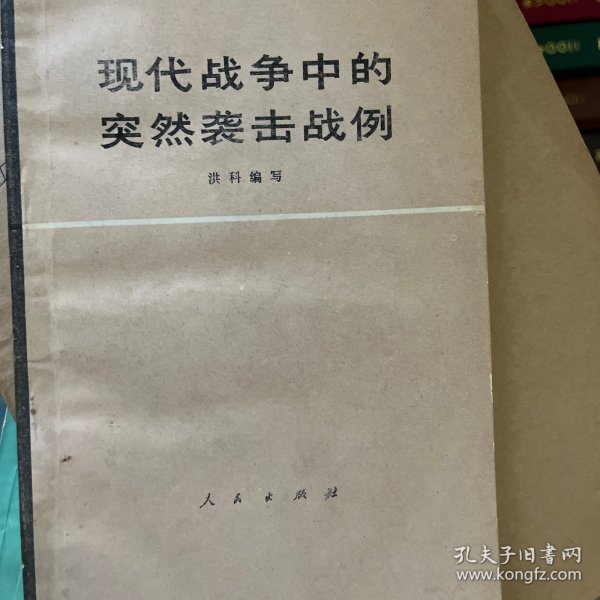 现代战争中的
突然袭击战例
洪科编写
人民出版社
孔夫子旧书网
www.kongfz.com